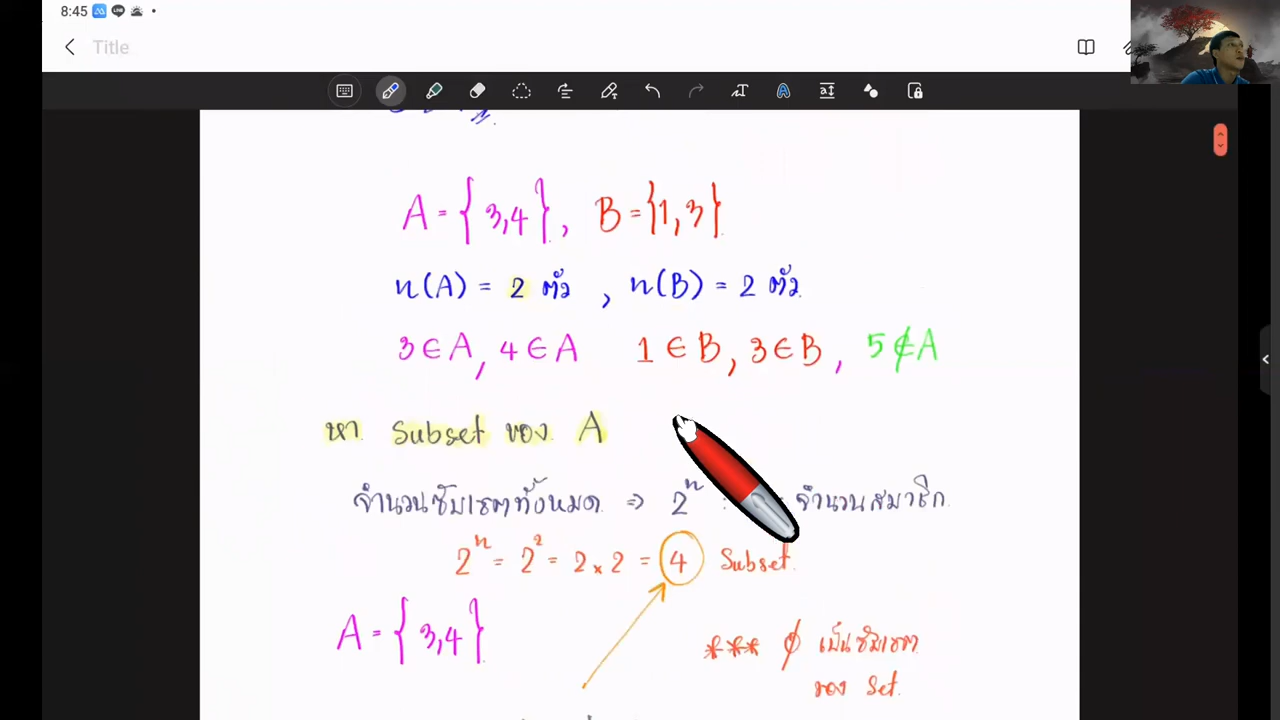 8:45
Title
A = {3,4}, B = {1,3}
n(A) = 2 ตัว , n(B) = 2 ตัว
3 ∈ A, 4 ∈ A 1 ∈ B, 3 ∈ B, 5 ∉ A
หา Subset ของ A
จำนวนซับเซตทั้งหมด ⇒ 2ⁿ : จำนวนสมาชิก
2ⁿ = 2² = 2 × 2 = 4 Subset
A = {3,4}
*** ∅ เป็นซับเซต
ของ Set